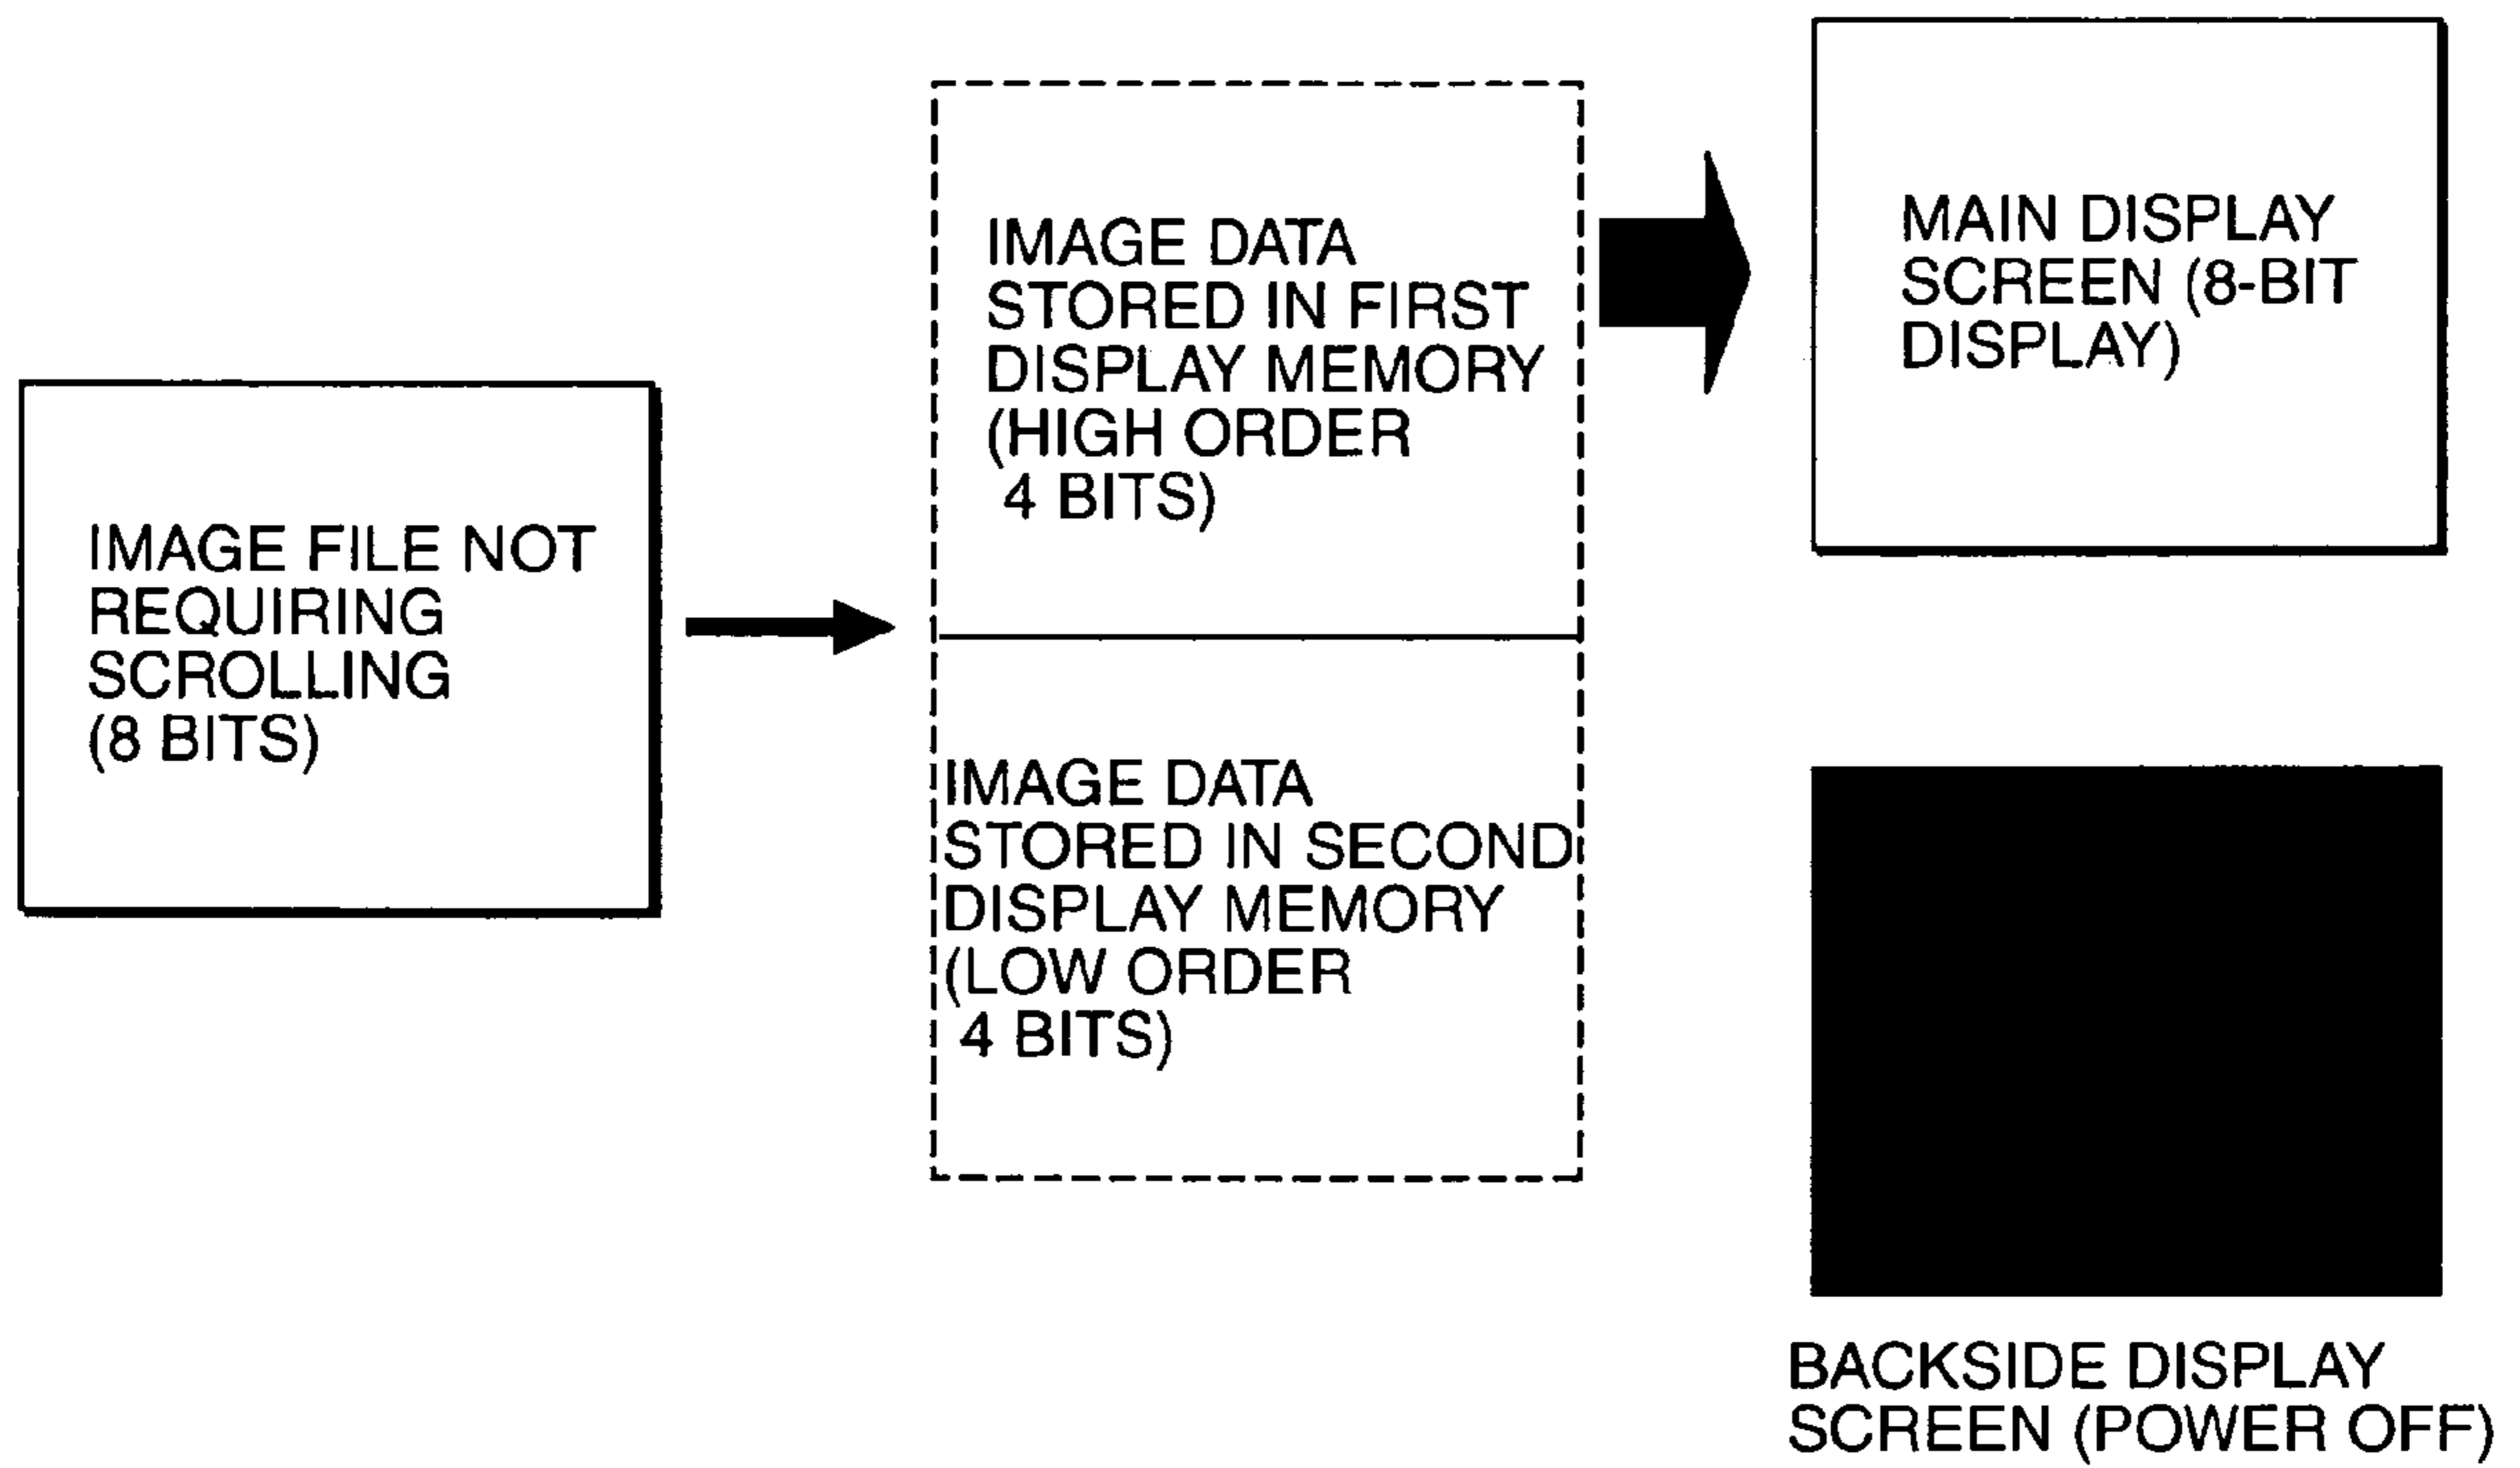 IMAGE FILE NOT
REQUIRING
SCROLLING
(8 BITS)
IMAGE DATA
STORED IN FIRST
DISPLAY MEMORY
(HIGH ORDER
4 BITS)
IMAGE DATA
STORED IN SECOND
DISPLAY MEMORY
(LOW ORDER
4 BITS)
MAIN DISPLAY
SCREEN (8-BIT
DISPLAY)
BACKSIDE DISPLAY
SCREEN (POWER OFF)